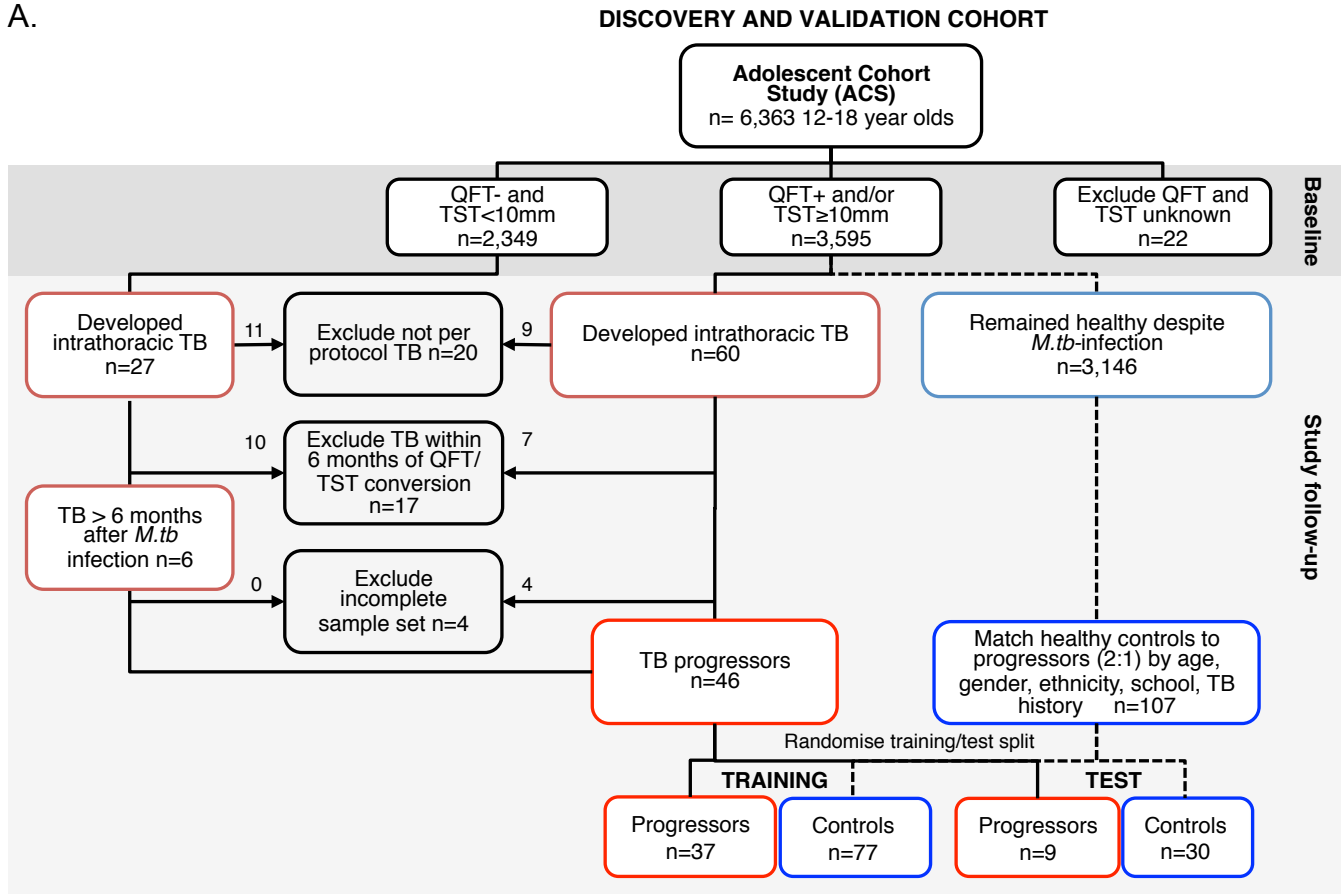 A.
DISCOVERY AND VALIDATION COHORT
Adolescent Cohort
Study (ACS)
n= 6,363 12-18 year olds
Baseline
QFT- and
TST<10mm
n=2,349
QFT+ and/or
TST≥10mm
n=3,595
Exclude QFT and
TST unknown
n=22
Study follow-up
Developed
intrathoracic TB
n=27
11
Exclude not per
protocol TB n=20
9
Developed intrathoracic TB
n=60
Remained healthy despite
M.tb-infection
n=3,146
10
Exclude TB within
6 months of QFT/
TST conversion
n=17
7
TB > 6 months
after M.tb
infection n=6
0
Exclude
incomplete
sample set n=4
4
TB progressors
n=46
Match healthy controls to
progressors (2:1) by age,
gender, ethnicity, school, TB
history n=107
Randomise training/test split
TRAINING
TEST
Progressors
n=37
Controls
n=77
Progressors
n=9
Controls
n=30